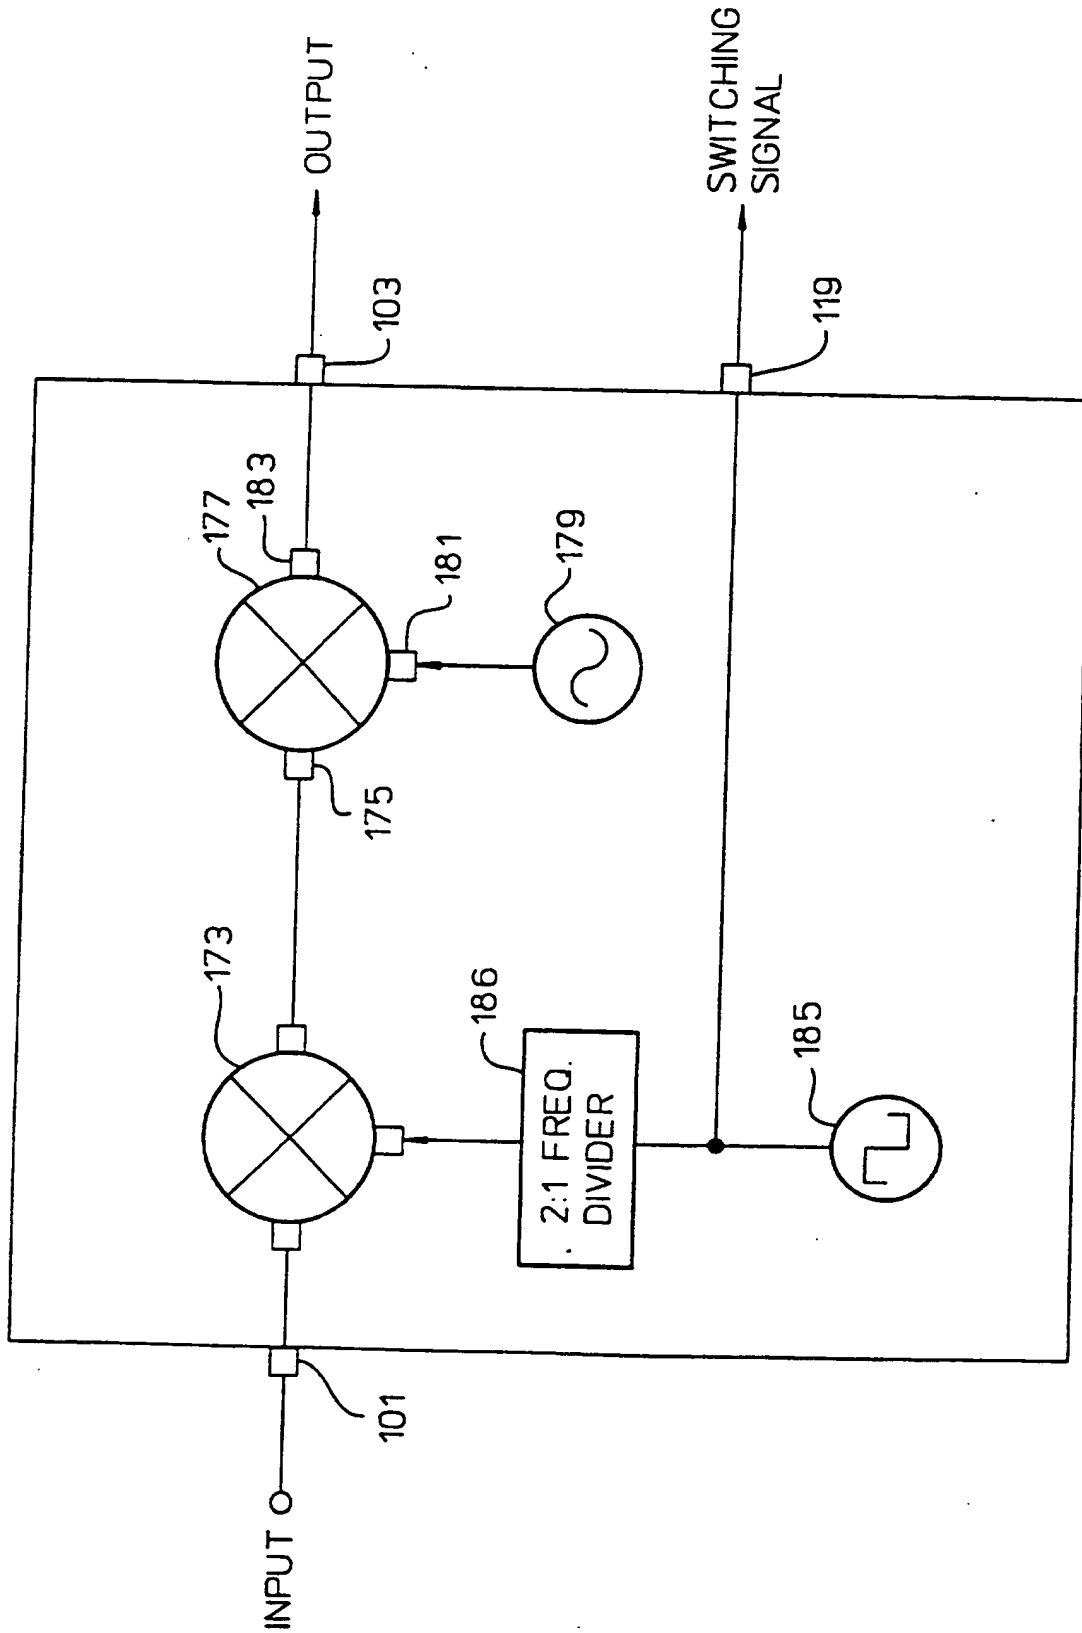 INPUT
101
173
175
177
183
103
OUTPUT
181
179
186
2:1 FREQ.
DIVIDER
185
119
SWITCHING
SIGNAL